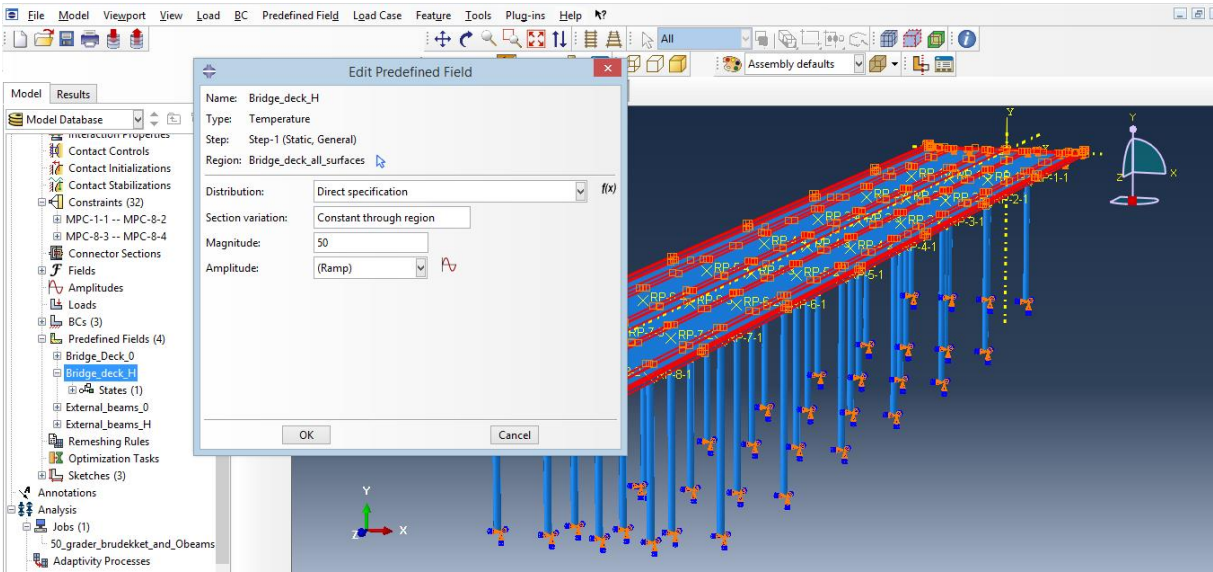 File Model Viewport View Load BC Predefined Field Load Case Feature Tools Plug-ins Help
All
Assembly defaults
Model Results
Model Database
Interaction Properties
Contact Controls
Contact Initializations
Contact Stabilizations
Constraints (32)
MPC-1-1 -- MPC-8-2
MPC-8-3 -- MPC-8-4
Connector Sections
Fields
Amplitudes
Loads
BCs (3)
Predefined Fields (4)
Bridge_Deck_0
Bridge_deck_H
States (1)
External_beams_0
External_beams_H
Remeshing Rules
Optimization Tasks
Sketches (3)
Annotations
Analysis
Jobs (1)
50_grader_brudekket_and_Obeams
Adaptivity Processes
Edit Predefined Field
Name: Bridge_deck_H
Type: Temperature
Step: Step-1 (Static, General)
Region: Bridge_deck_all_surfaces
Distribution: Direct specification f(x)
Section variation: Constant through region
Magnitude: 50
Amplitude: (Ramp)
OK Cancel
Y
Y
Z X
RP-8-1
Y
Z X